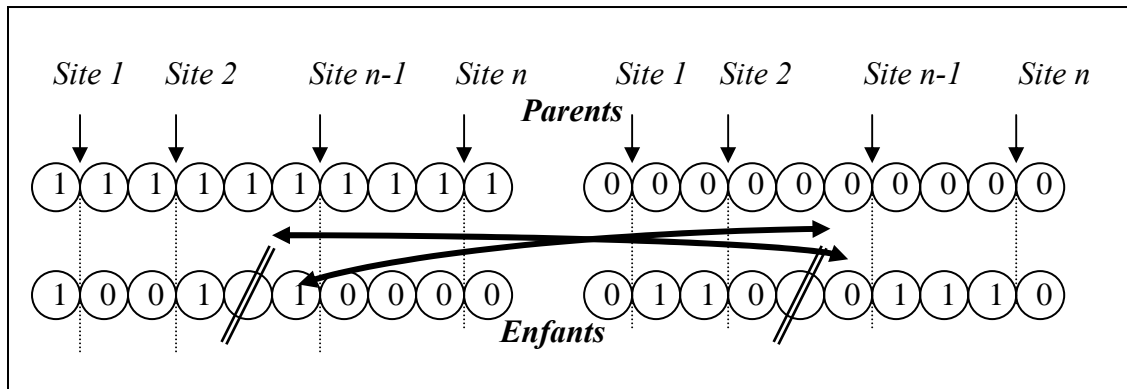 Site 1 Site 2 Site n-1 Site n Site 1 Site 2 Site n-1 Site n
Parents
1 1 1 1 1 1 1 1 1 1 0 0 0 0 0 0 0 0 0 0
1 0 0 1 1 0 0 0 0 0 1 1 0 0 1 1 1 0
Enfants